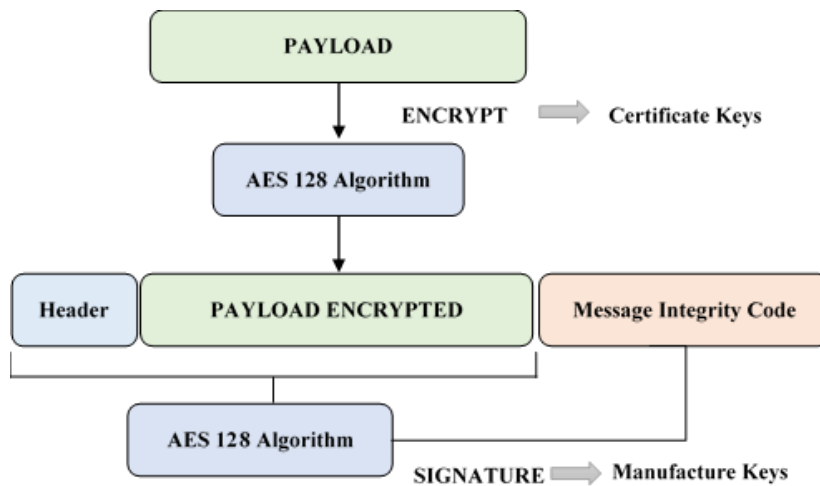 PAYLOAD
ENCRYPT Certificate Keys
AES 128 Algorithm
Header PAYLOAD ENCRYPTED Message Integrity Code
AES 128 Algorithm
SIGNATURE Manufacture Keys